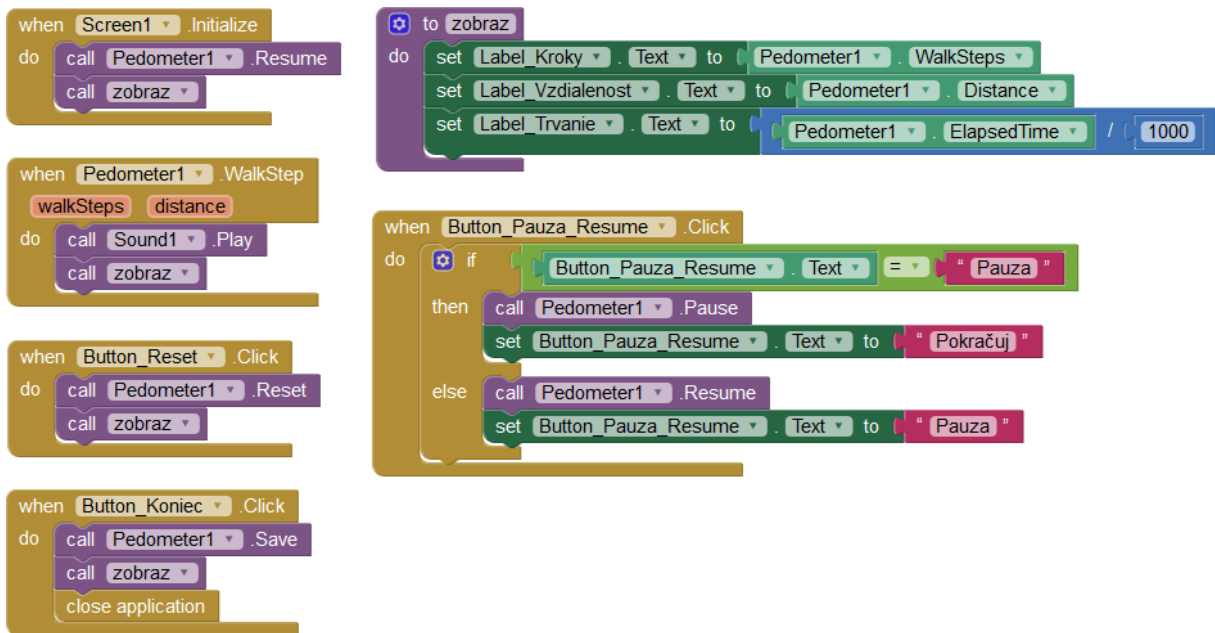 when Screen1 .Initialize
do call Pedometer1 .Resume
call zobraz
when Pedometer1 .WalkStep
walkSteps distance
do call Sound1 .Play
call zobraz
when Button_Reset .Click
do call Pedometer1 .Reset
call zobraz
when Button_Koniec .Click
do call Pedometer1 .Save
call zobraz
close application
to zobraz
do set Label_Kroky . Text to Pedometer1 . WalkSteps
set Label_Vzdialenost . Text to Pedometer1 . Distance
set Label_Trvanie . Text to Pedometer1 . ElapsedTime / 1000
when Button_Pauza_Resume .Click
do if Button_Pauza_Resume . Text = “ Pauza ”
then call Pedometer1 .Pause
set Button_Pauza_Resume . Text to “ Pokračuj ”
else call Pedometer1 .Resume
set Button_Pauza_Resume . Text to “ Pauza ”